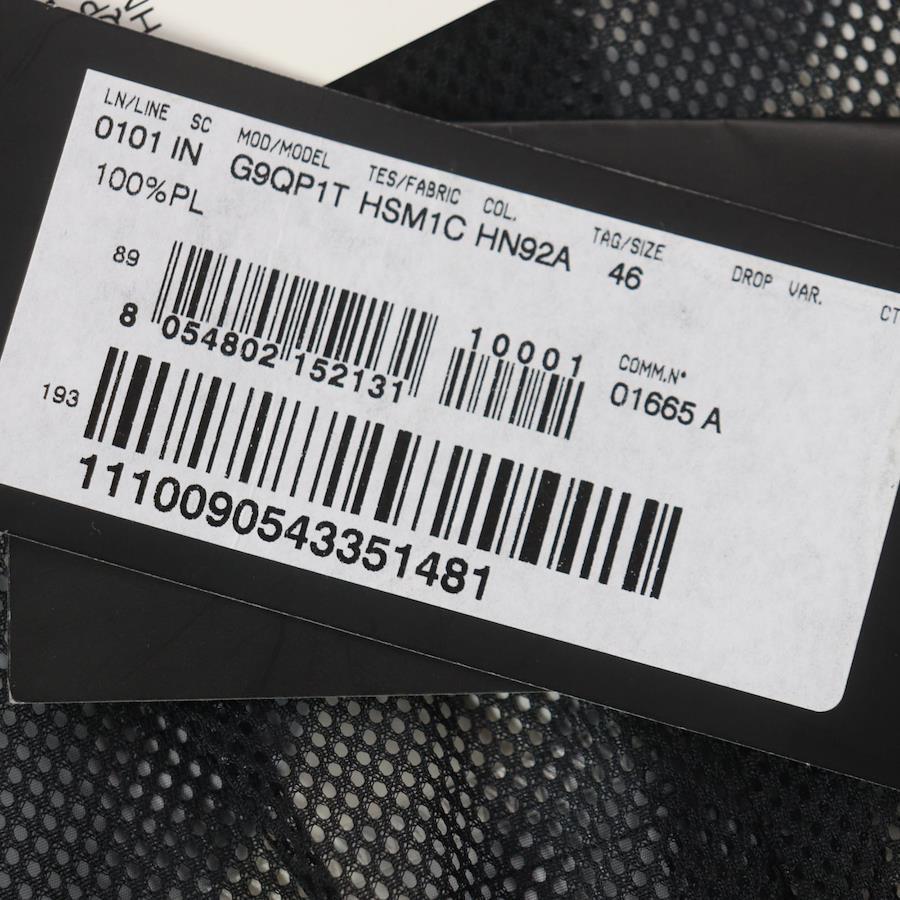 LN/LINE SC MOD/MODEL TES/FABRIC COL. TAG/SIZE DROP VAR. CT
0101 IN G9QP1T HSM1C HN92A 46
100%PL
89
8 054802 152131 10001
COMM.N°
01665 A
193
1110090543351481